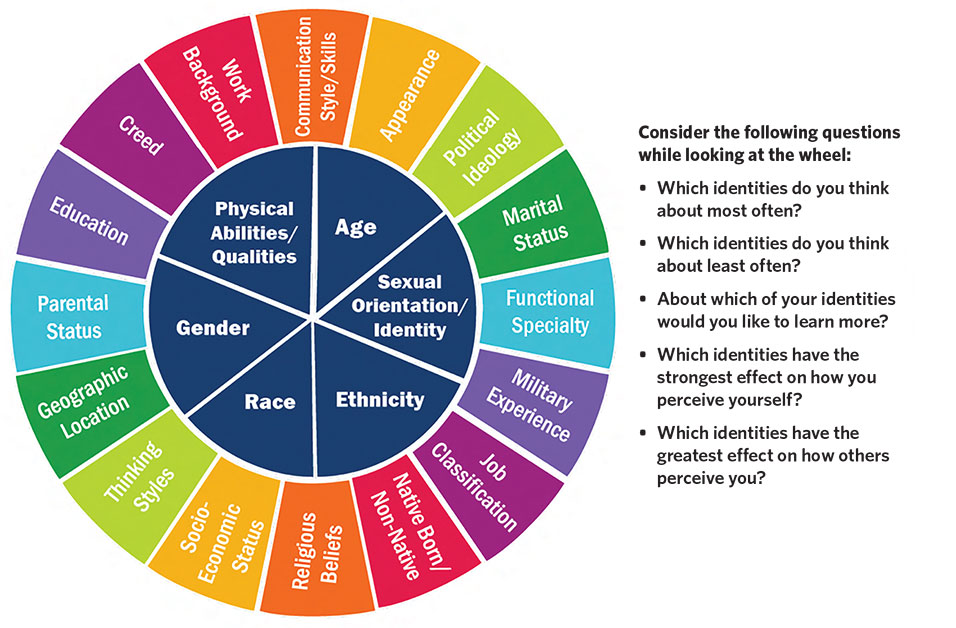 Communication
Style/Skills
Appearance
Political
Ideology
Marital
Status
Functional
Specialty
Military
Experience
Job
Classification
Native Born/
Non-Native
Religious
Beliefs
Socio-
Economic
Status
Thinking
Styles
Geographic
Location
Parental
Status
Education
Creed
Work
Background
Physical
Abilities/
Qualities
Age
Sexual
Orientation/
Identity
Ethnicity
Race
Gender
Consider the following questions
while looking at the wheel:
• Which identities do you think
about most often?
• Which identities do you think
about least often?
• About which of your identities
would you like to learn more?
• Which identities have the
strongest effect on how you
perceive yourself?
• Which identities have the
greatest effect on how others
perceive you?